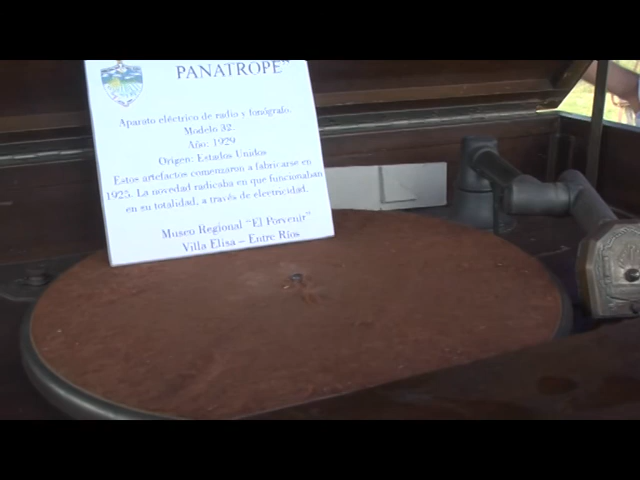 PANATROPE"
Aparato eléctrico de radio y fonógrafo.
Modelo 32.
Año: 1929
Origen: Estados Unidos
Estos artefactos comenzaron a fabricarse en
1925. La novedad radicaba en que funcionaban
en su totalidad, a través de electricidad.
Museo Regional "El Porvenir"
Villa Elisa – Entre Ríos